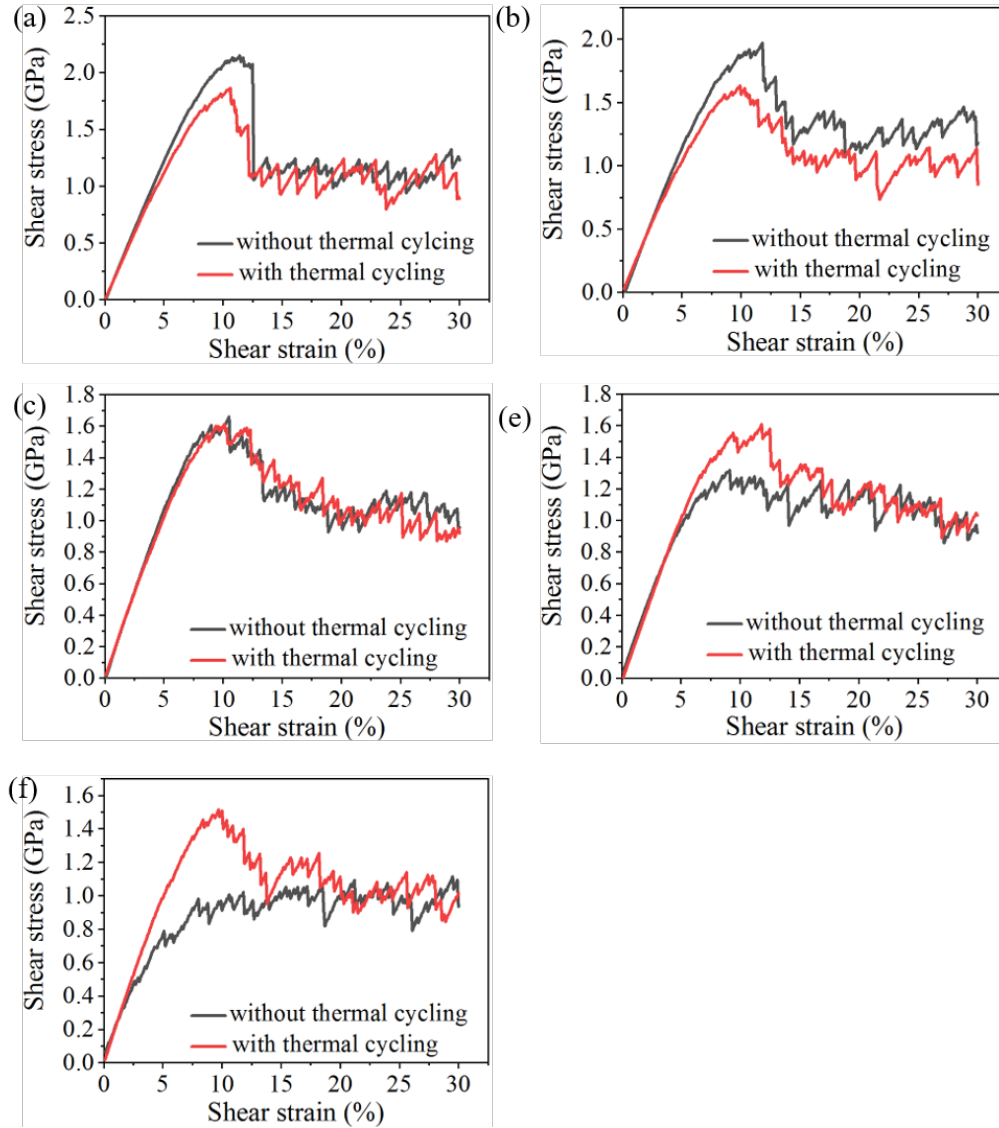 (a)
Shear stress (GPa)
2.5
2.0
1.5
1.0
0.5
0.0
without thermal cylcing
with thermal cycling
0 5 10 15 20 25 30
Shear strain (%)
(b)
Shear stress (GPa)
2.0
1.5
1.0
0.5
0.0
without thermal cycling
with thermal cycling
0 5 10 15 20 25 30
Shear strain (%)
(c)
Shear stress (GPa)
1.8
1.6
1.4
1.2
1.0
0.8
0.6
0.4
0.2
0.0
without thermal cycling
with thermal cycling
0 5 10 15 20 25 30
Shear strain (%)
(e)
Shear stress (GPa)
1.8
1.6
1.4
1.2
1.0
0.8
0.6
0.4
0.2
0.0
without thermal cycling
with thermal cycling
0 5 10 15 20 25 30
Shear strain (%)
(f)
Shear stress (GPa)
1.6
1.4
1.2
1.0
0.8
0.6
0.4
0.2
0.0
without thermal cycling
with thermal cycling
0 5 10 15 20 25 30
Shear strain (%)